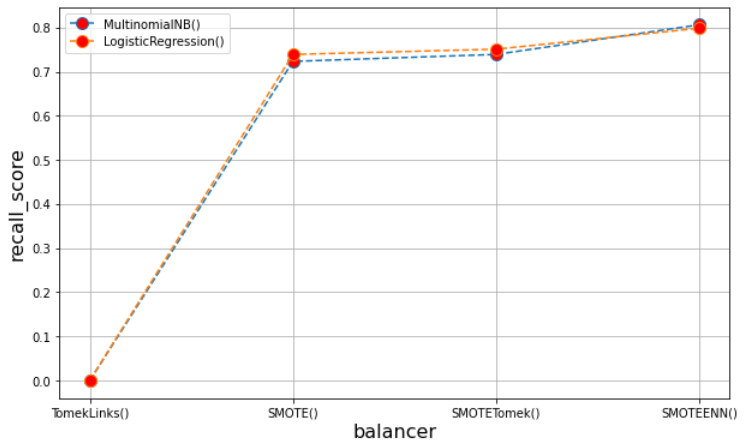 MultinomialNB()
LogisticRegression()
0.8
0.7
0.6
0.5
0.4
0.3
0.2
0.1
0.0
recall_score
TomekLinks() SMOTE() SMOTETomek() SMOTEENN()
balancer